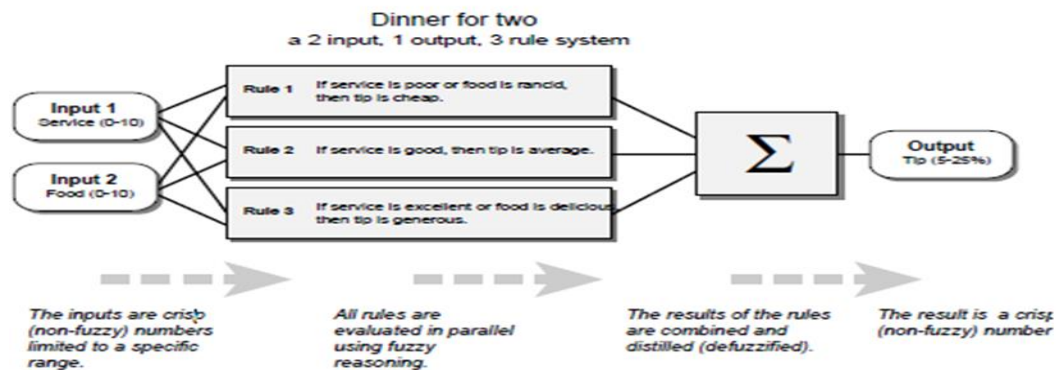 Dinner for two
a 2 input, 1 output, 3 rule system
Input 1
Service (0-10)
Input 2
Food (0-10)
Rule 1 If service is poor or food is rancid,
then tip is cheap.
Rule 2 If service is good, then tip is average.
Rule 3 If service is excellent or food is delicious
then tip is generous.
Σ
Output
Tip (5-25%)
The inputs are crisp
(non-fuzzy) numbers
limited to a specific
range.
All rules are
evaluated in parallel
using fuzzy
reasoning.
The results of the rules
are combined and
distilled (defuzzified).
The result is a crisp
(non-fuzzy) number